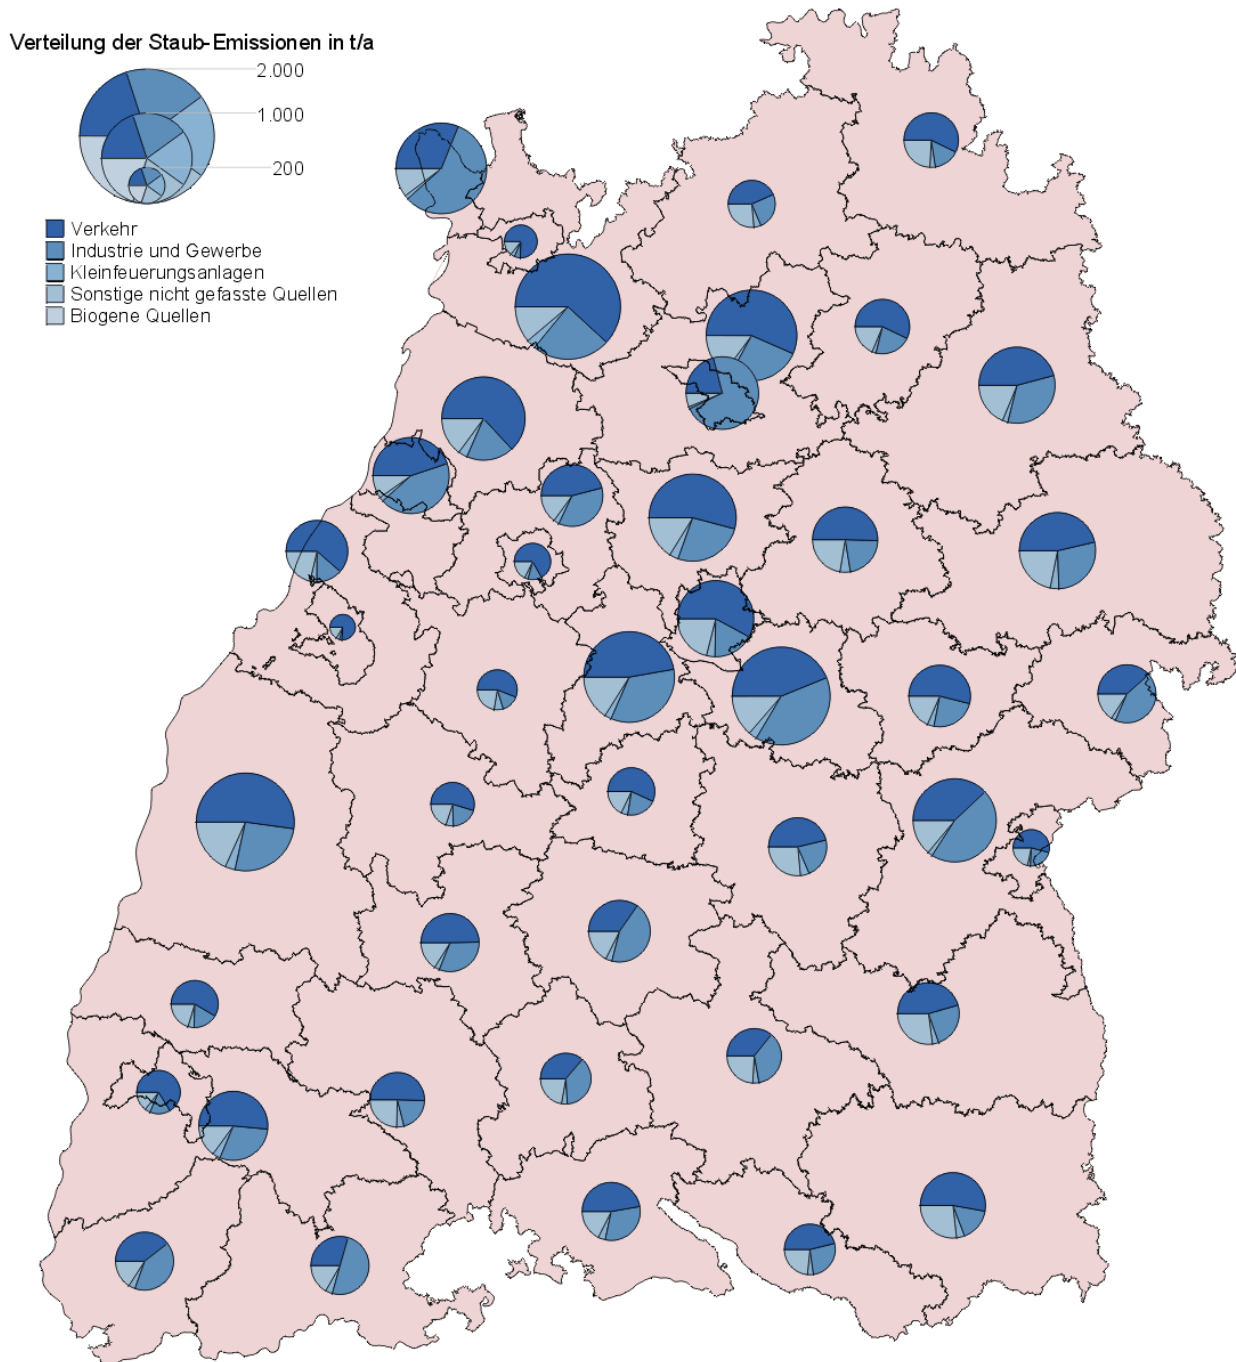 Verteilung der Staub-Emissionen in t/a
2.000
1.000
200
Verkehr
Industrie und Gewerbe
Kleinfeuerungsanlagen
Sonstige nicht gefasste Quellen
Biogene Quellen